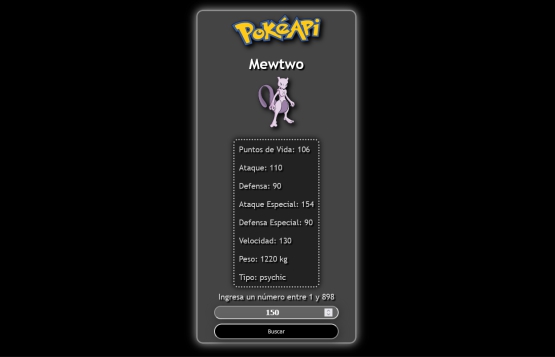 PokéApi
Mewtwo
Puntos de Vida: 106
Ataque: 110
Defensa: 90
Ataque Especial: 154
Defensa Especial: 90
Velocidad: 130
Peso: 1220 kg
Tipo: psychic
Ingresa un número entre 1 y 898
150
Buscar